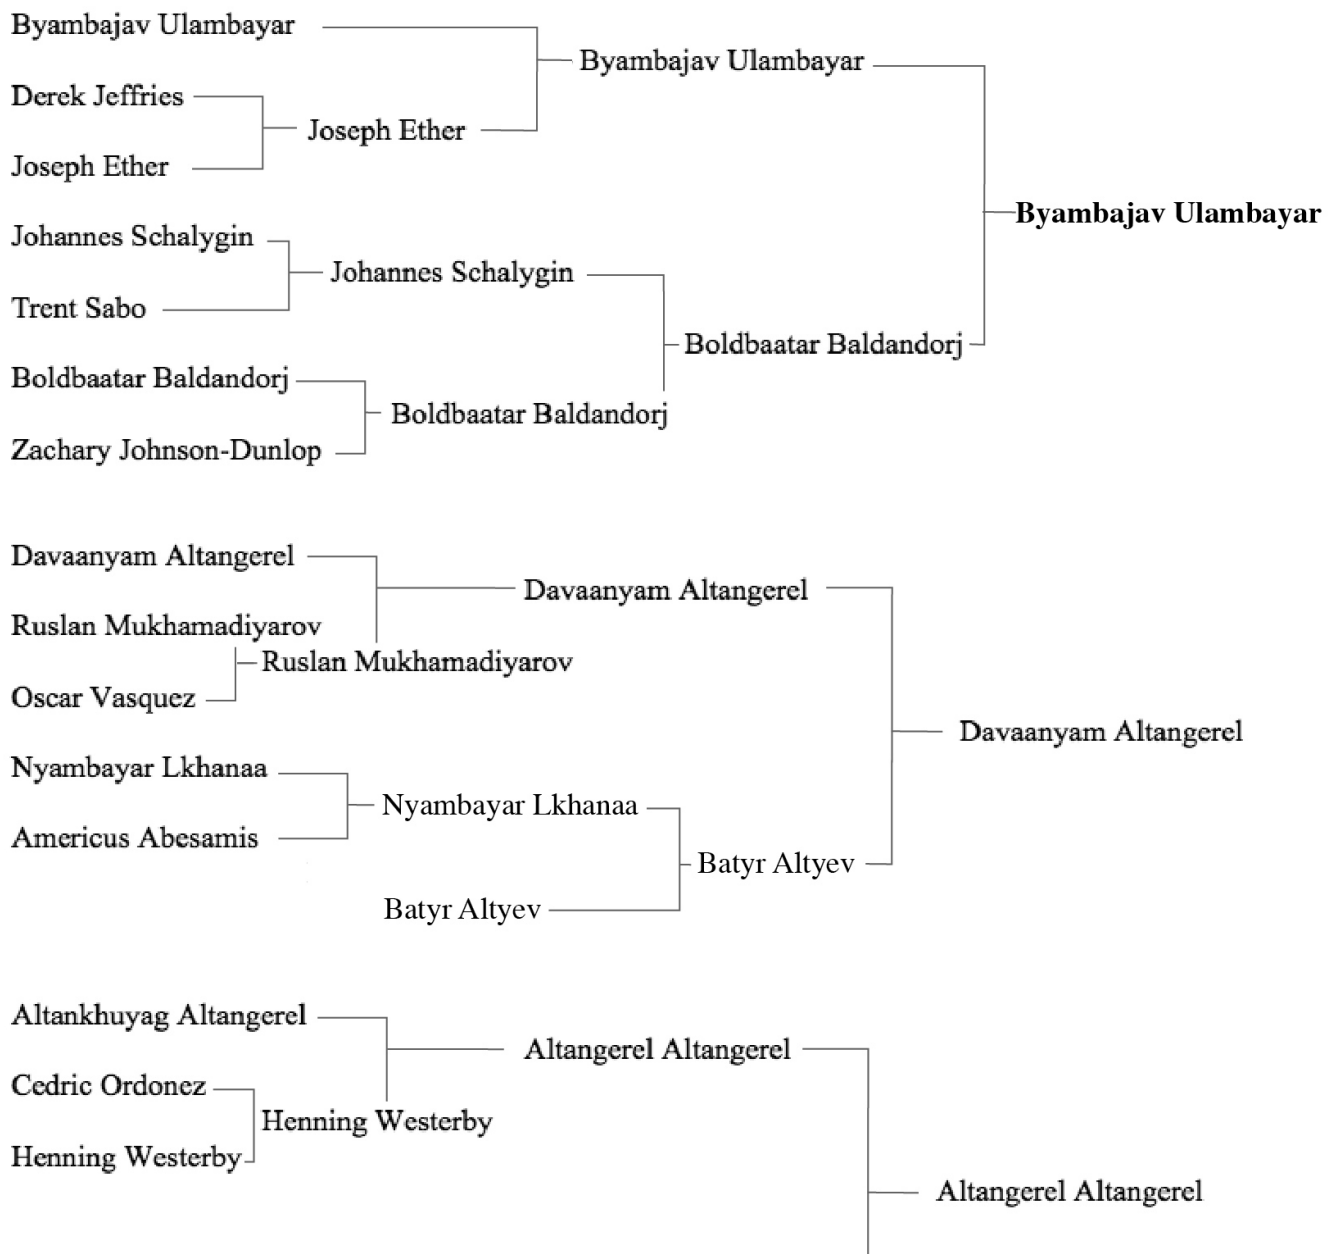 Byambajav Ulambayar
Byambajav Ulambayar
Derek Jeffries
Joseph Ether
Joseph Ether
Byambajav Ulambayar
Johannes Schalygin
Johannes Schalygin
Trent Sabo
Boldbaatar Baldandorj
Boldbaatar Baldandorj
Boldbaatar Baldandorj
Zachary Johnson-Dunlop
Davaanyam Altangerel
Davaanyam Altangerel
Ruslan Mukhamadiyarov
Ruslan Mukhamadiyarov
Oscar Vasquez
Davaanyam Altangerel
Nyambayar Lkhanaa
Nyambayar Lkhanaa
Americus Abesamis
Batyr Altyev
Batyr Altyev
Altankhuyag Altangerel
Altangerel Altangerel
Cedric Ordonez
Henning Westerby
Henning Westerby
Altangerel Altangerel